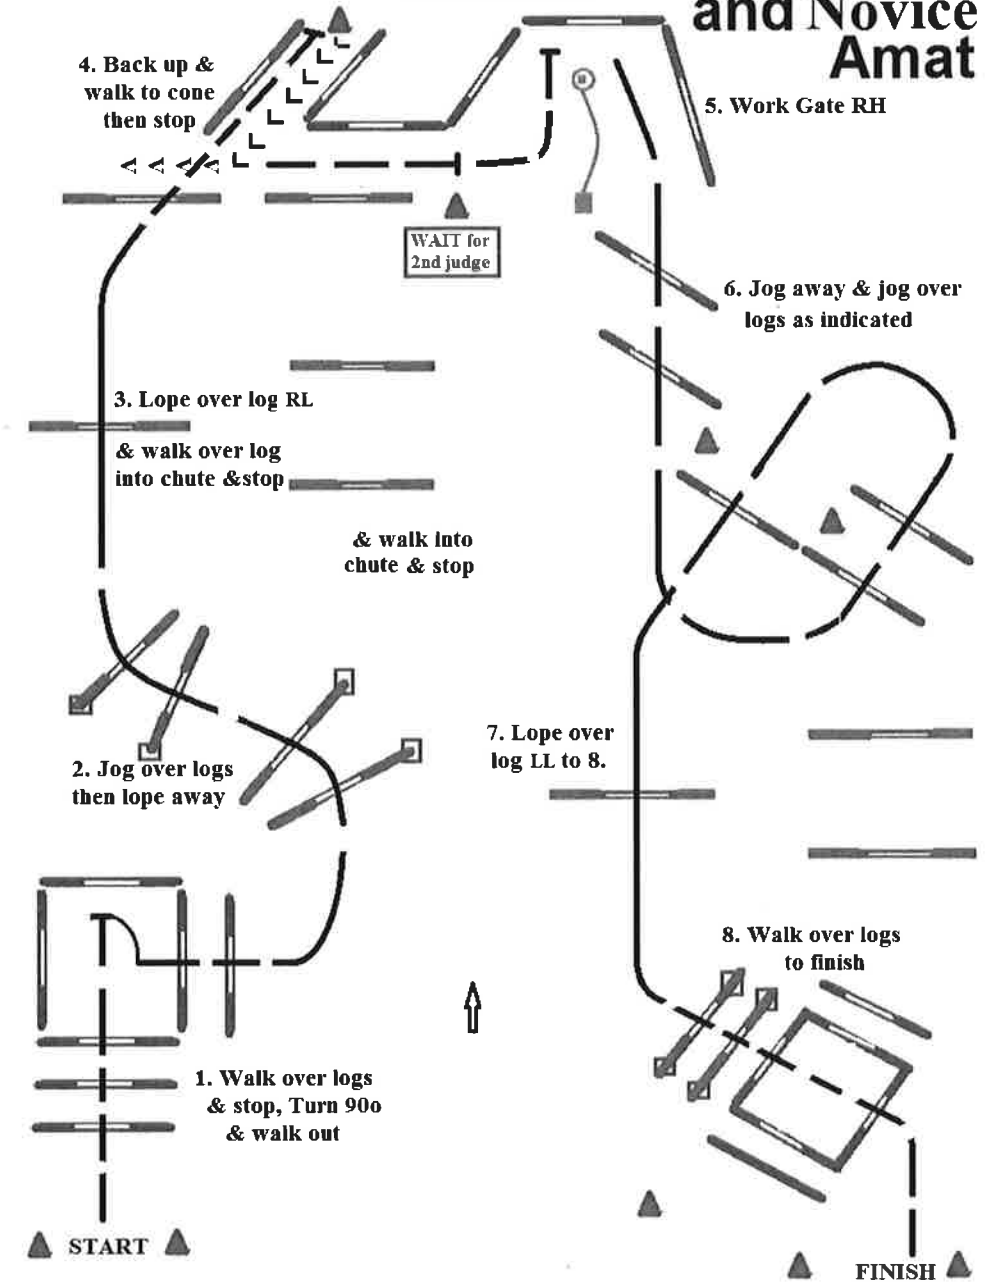 and Novice
Amat
4. Back up &
walk to cone
then stop
5. Work Gate RH
WAIT for
2nd judge
6. Jog away & jog over
logs as indicated
3. Lope over log RL
& walk over log
into chute &stop
& walk into
chute & stop
7. Lope over
log LL to 8.
2. Jog over logs
then lope away
8. Walk over logs
to finish
1. Walk over logs
& stop, Turn 90o
& walk out
START
FINISH